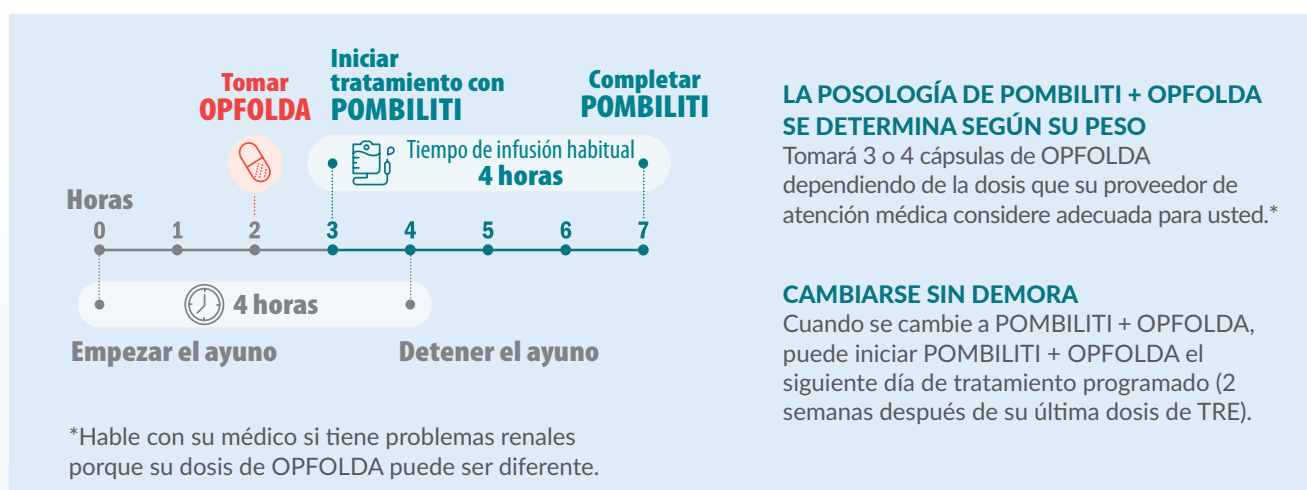 Tomar
OPFOLDA
Iniciar
tratamiento con
POMBILITI
Completar
POMBILITI
Tiempo de infusión habitual
4 horas
Horas
0 1 2 3 4 5 6 7
4 horas
Empezar el ayuno
Detener el ayuno
*Hable con su médico si tiene problemas renales
porque su dosis de OPFOLDA puede ser diferente.
LA POSOLOGÍA DE POMBILITI + OPFOLDA
SE DETERMINA SEGÚN SU PESO
Tomará 3 o 4 cápsulas de OPFOLDA
dependiendo de la dosis que su proveedor de
atención médica considere adecuada para usted.*
CAMBIARSE SIN DEMORA
Cuando se cambie a POMBILITI + OPFOLDA,
puede iniciar POMBILITI + OPFOLDA el
siguiente día de tratamiento programado (2
semanas después de su última dosis de TRE).